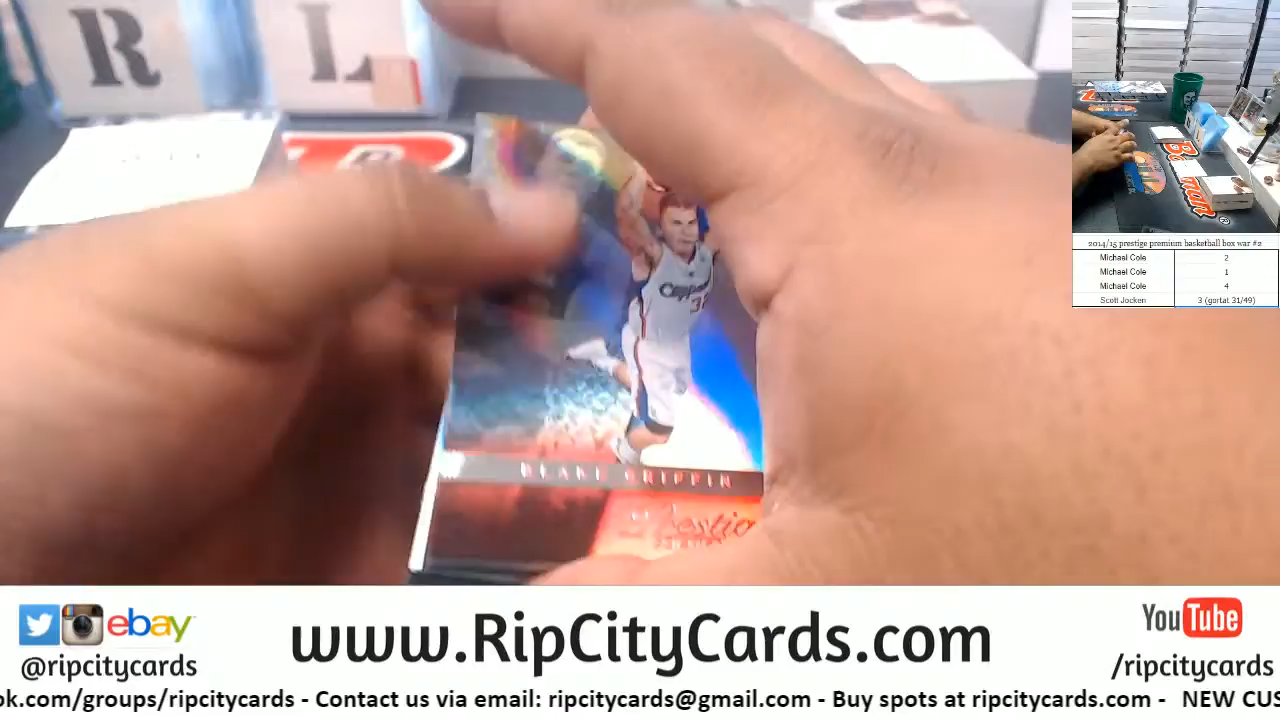 R L
Clippers
BLAKE GRIFFIN
Prestige
Bowman
2014/15 prestige premium basketball box war #2
Michael Cole 2
Michael Cole 1
Michael Cole 4
Scott Jocken 3 (gortat 31/49)
ebay
@ripcitycards
www.RipCityCards.com
YouTube
/ripcitycards
ok.com/groups/ripcitycards - Contact us via email: ripcitycards@gmail.com - Buy spots at ripcitycards.com - NEW CUS